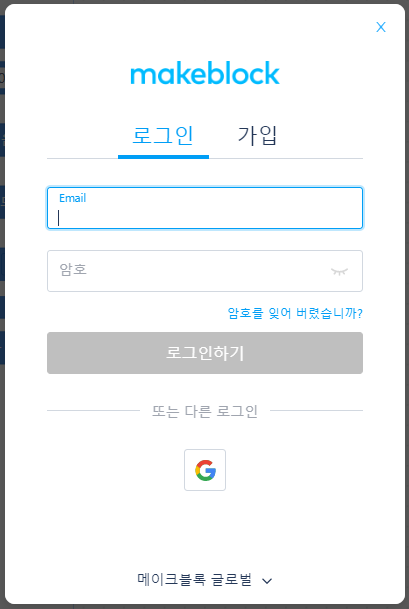 X
makeblock
로그인 가입
Email
암호
암호를 잊어 버렸습니까?
로그인하기
또는 다른 로그인
메이크블록 글로벌